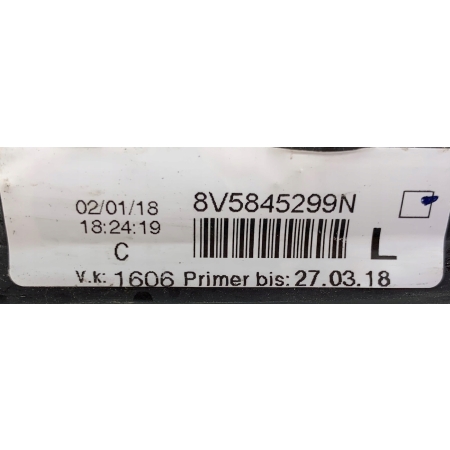 02/01/18 8V5845299N
18:24:19
C L
V.k: 1606 Primer bis: 27.03.18